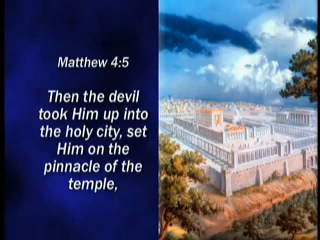 Matthew 4:5
Then the devil
took Him up into
the holy city, set
Him on the
pinnacle of the
temple,